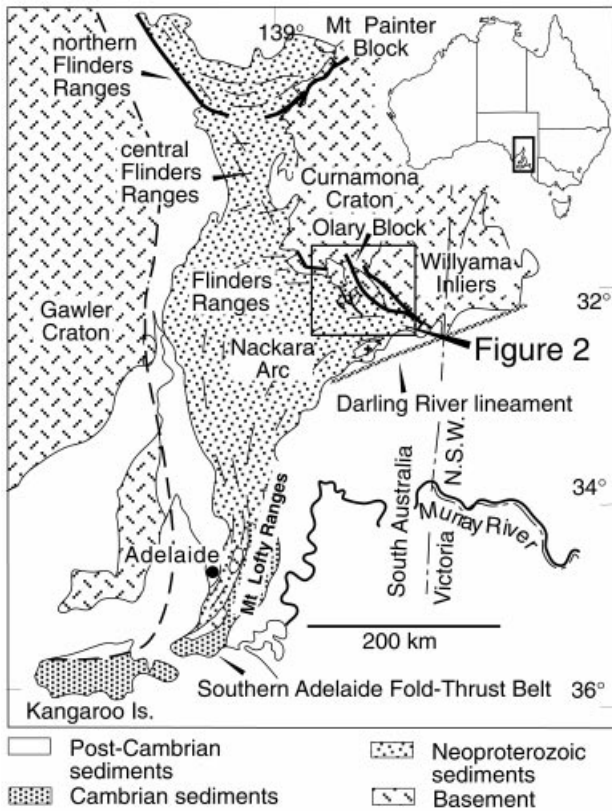 139°
Mt Painter
Block
northern
Flinders
Ranges
central
Flinders
Ranges
Curnamona
Craton
Olary Block
Willyama
Inliers
32°
Flinders
Ranges
Gawler
Craton
Nackara
Arc
Figure 2
Darling River lineament
N.S.W.
South Australia
Victoria
34°
Murray River
Mt Lofty Ranges
Adelaide
200 km
Southern Adelaide Fold-Thrust Belt
36°
Kangaroo Is.
Post-Cambrian
sediments
Neoproterozoic
sediments
Cambrian sediments
Basement